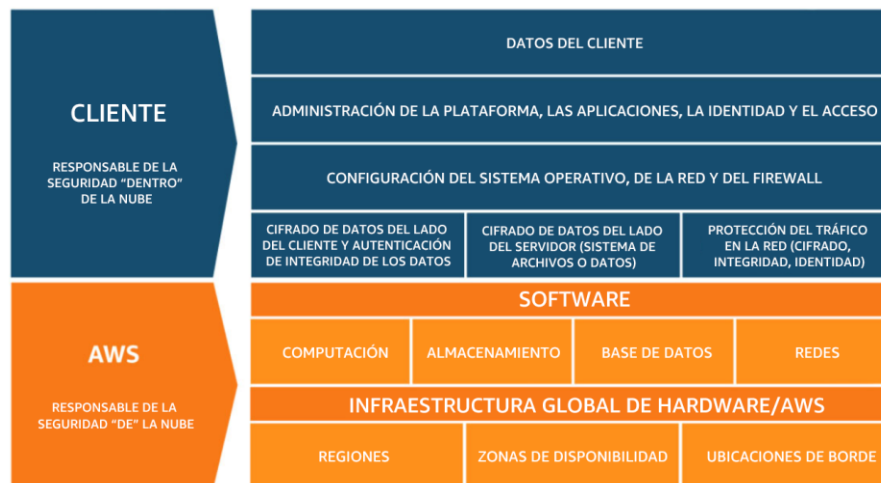 DATOS DEL CLIENTE
CLIENTE
RESPONSABLE DE LA
SEGURIDAD “DENTRO”
DE LA NUBE
ADMINISTRACIÓN DE LA PLATAFORMA, LAS APLICACIONES, LA IDENTIDAD Y EL ACCESO
CONFIGURACIÓN DEL SISTEMA OPERATIVO, DE LA RED Y DEL FIREWALL
CIFRADO DE DATOS DEL LADO
DEL CLIENTE Y AUTENTICACIÓN
DE INTEGRIDAD DE LOS DATOS
CIFRADO DE DATOS DEL LADO
DEL SERVIDOR (SISTEMA DE
ARCHIVOS O DATOS)
PROTECCIÓN DEL TRÁFICO
EN LA RED (CIFRADO,
INTEGRIDAD, IDENTIDAD)
AWS
RESPONSABLE DE LA
SEGURIDAD “DE” LA NUBE
SOFTWARE
COMPUTACIÓN
ALMACENAMIENTO
BASE DE DATOS
REDES
INFRAESTRUCTURA GLOBAL DE HARDWARE/AWS
REGIONES
ZONAS DE DISPONIBILIDAD
UBICACIONES DE BORDE